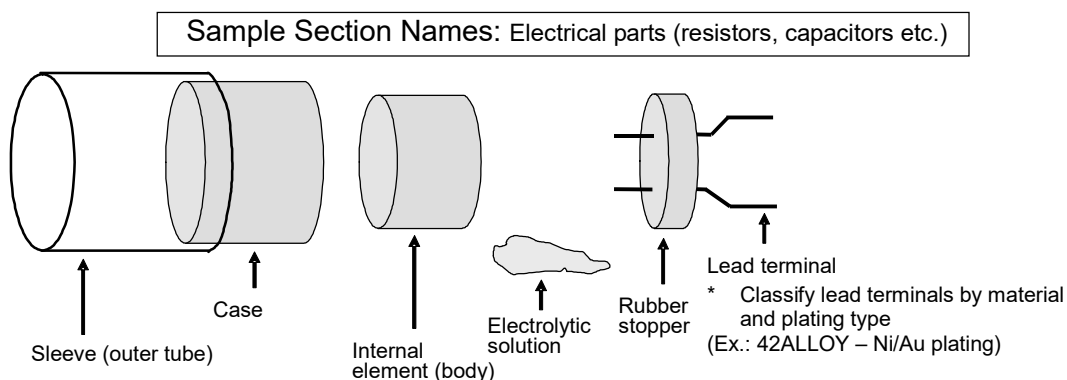 Sample Section Names: Electrical parts (resistors, capacitors etc.)
Sleeve (outer tube)
Case
Internal
element (body)
Electrolytic
solution
Rubber
stopper
Lead terminal
* Classify lead terminals by material
and plating type
(Ex.: 42ALLOY – Ni/Au plating)